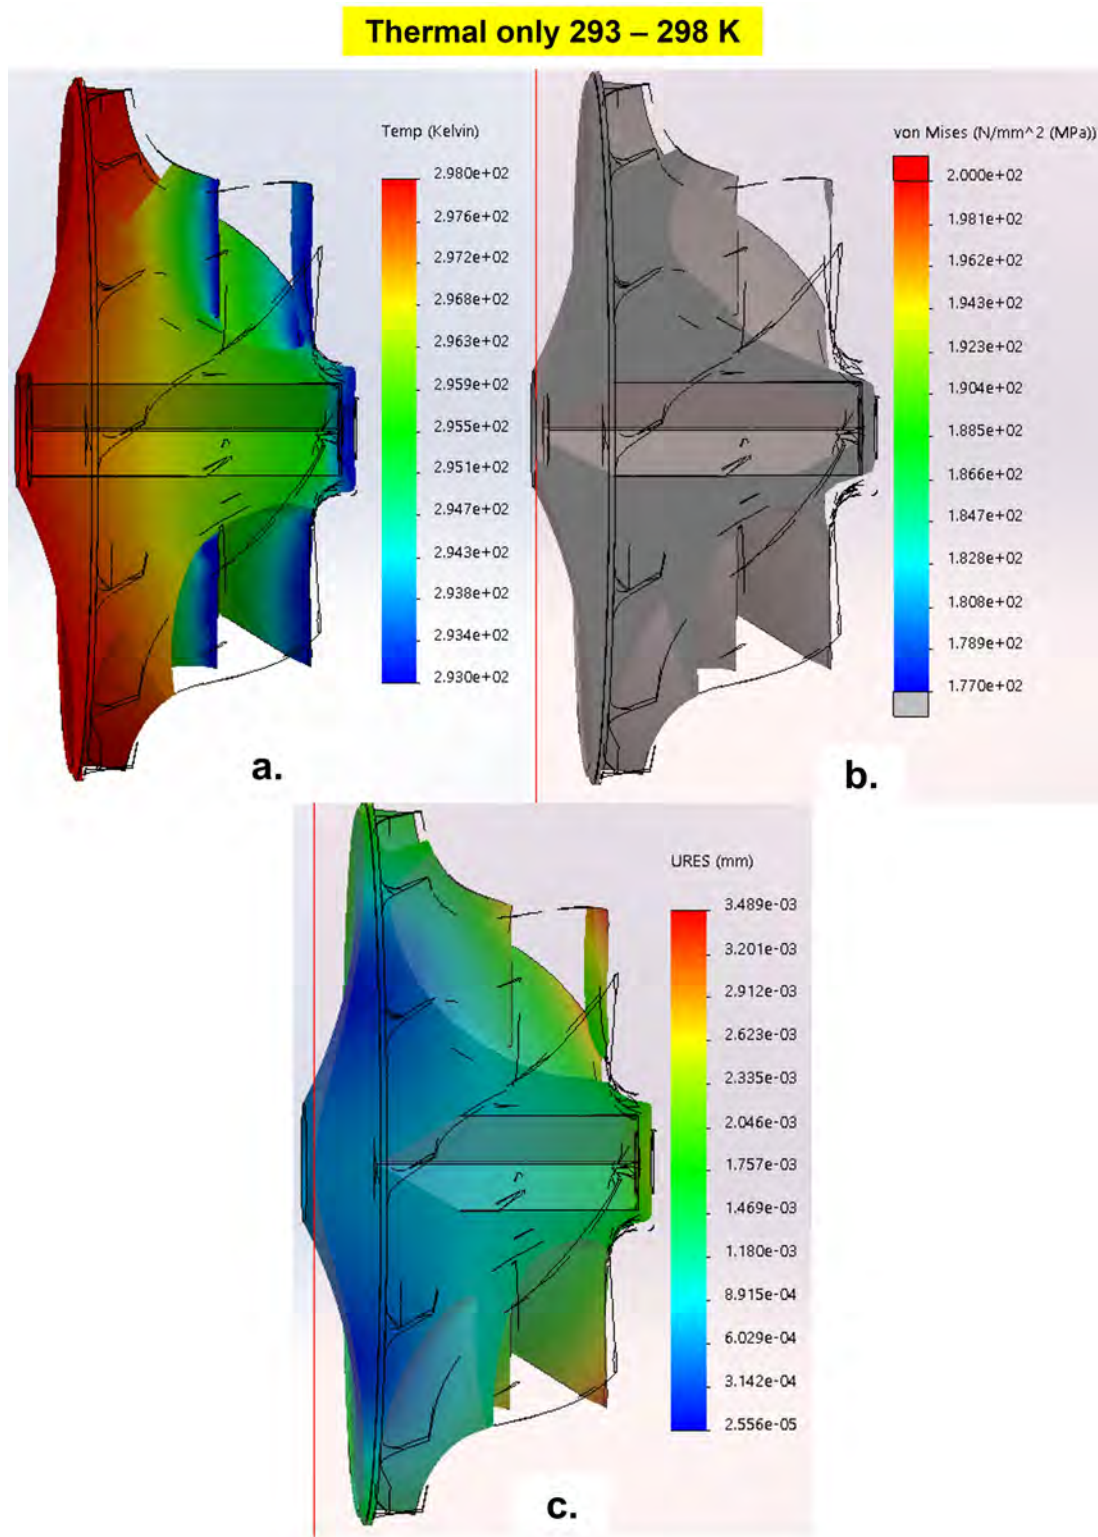 Thermal only 293 – 298 K
Temp (Kelvin)
2.980e+02
2.976e+02
2.972e+02
2.968e+02
2.963e+02
2.959e+02
2.955e+02
2.951e+02
2.947e+02
2.943e+02
2.938e+02
2.934e+02
2.930e+02
a.
von Mises (N/mm^2 (MPa))
2.000e+02
1.981e+02
1.962e+02
1.943e+02
1.923e+02
1.904e+02
1.885e+02
1.866e+02
1.847e+02
1.828e+02
1.808e+02
1.789e+02
1.770e+02
b.
URES (mm)
3.489e-03
3.201e-03
2.912e-03
2.623e-03
2.335e-03
2.046e-03
1.757e-03
1.469e-03
1.180e-03
8.915e-04
6.029e-04
3.142e-04
2.556e-05
c.